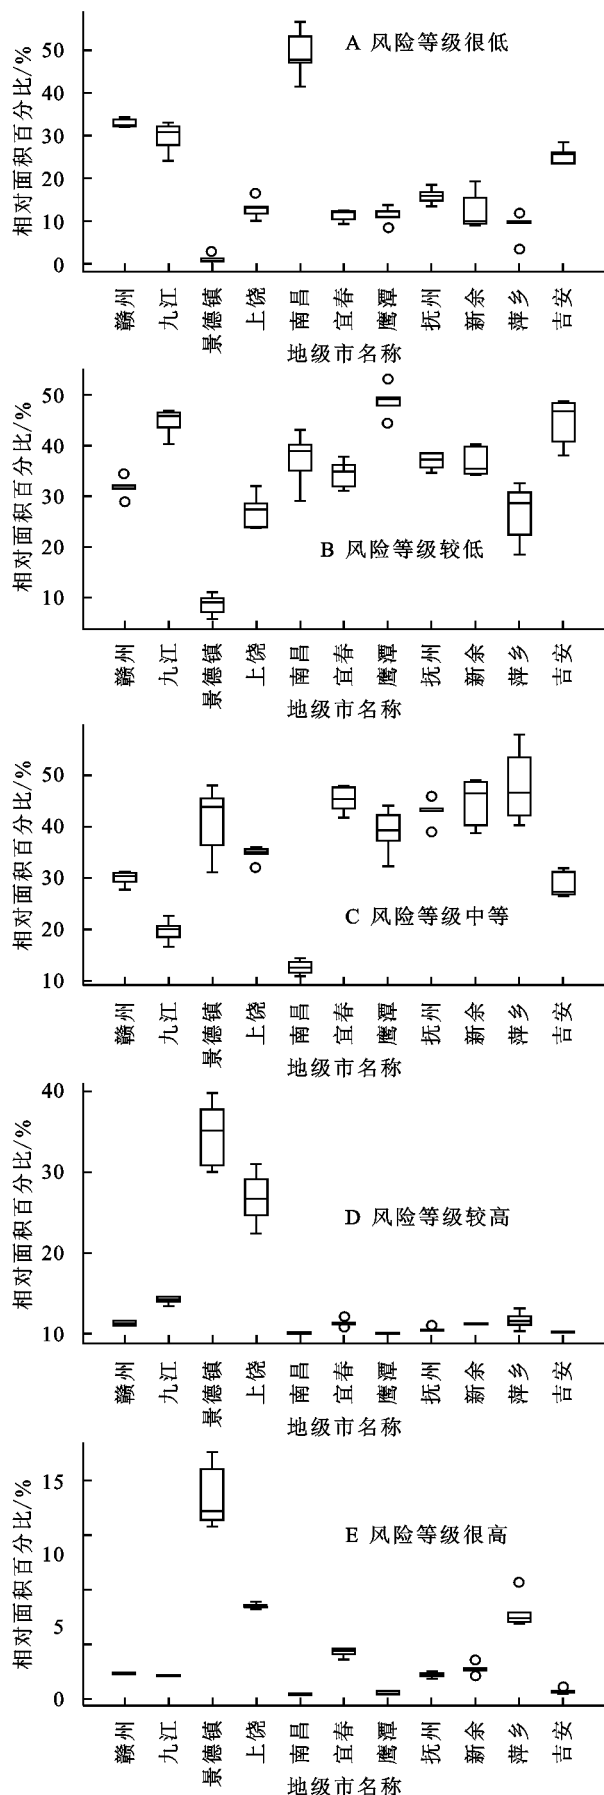 A 风险等级很低
相对面积百分比/%
50
40
30
20
10
0
赣州 九江 景德镇 上饶 南昌 宜春 鹰潭 抚州 新余 萍乡 吉安
地级市名称
B 风险等级较低
相对面积百分比/%
50
40
30
20
10
赣州 九江 景德镇 上饶 南昌 宜春 鹰潭 抚州 新余 萍乡 吉安
地级市名称
C 风险等级中等
相对面积百分比/%
50
40
30
20
10
赣州 九江 景德镇 上饶 南昌 宜春 鹰潭 抚州 新余 萍乡 吉安
地级市名称
D 风险等级较高
相对面积百分比/%
40
30
20
10
赣州 九江 景德镇 上饶 南昌 宜春 鹰潭 抚州 新余 萍乡 吉安
地级市名称
E 风险等级很高
相对面积百分比/%
15
10
5
0
赣州 九江 景德镇 上饶 南昌 宜春 鹰潭 抚州 新余 萍乡 吉安
地级市名称